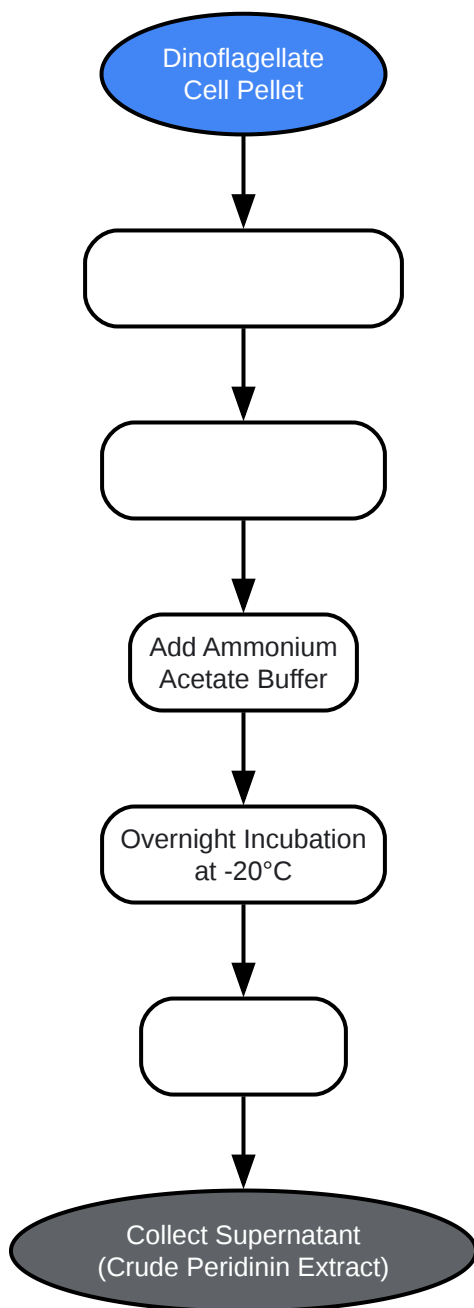 Dinoflagellate
Cell Pellet
Add Ammonium
Acetate Buffer
Overnight Incubation
at -20°C
Collect Supernatant
(Crude Peridinin Extract)